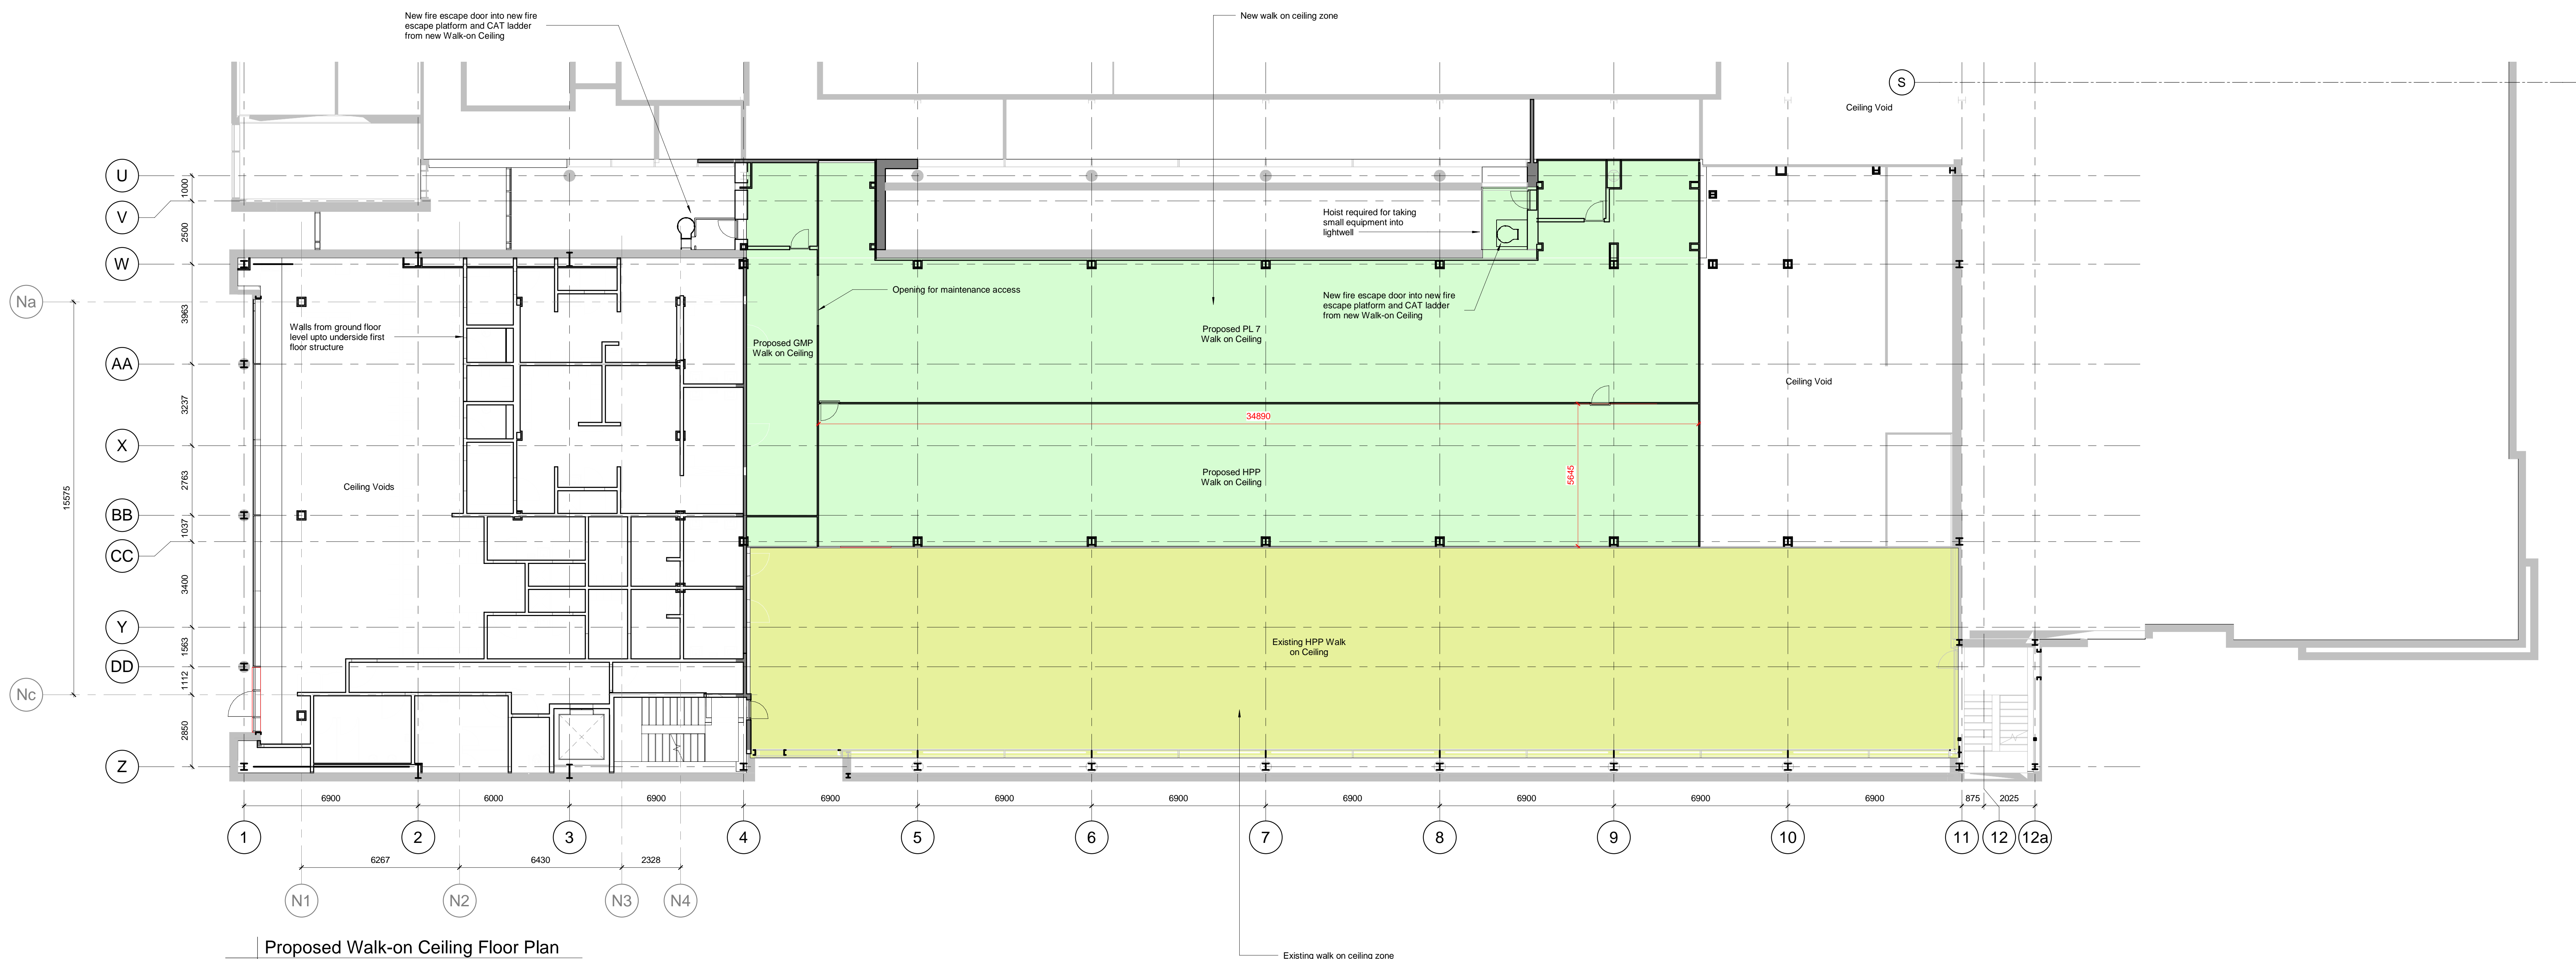 New fire escape door into new fire
escape platform and CAT ladder
from new Walk-on Ceiling
New walk on ceiling zone
S
Ceiling Void
U
1000
V
2500
W
Hoist required for taking
small equipment into
lightwell
Na
3963
Opening for maintenance access
New fire escape door into new fire
escape platform and CAT ladder
from new Walk-on Ceiling
Walls from ground floor
level upto underside first
floor structure
Proposed GMP
Walk on Ceiling
Proposed PL 7
Walk on Ceiling
AA
Ceiling Void
3237
34890
X
Proposed HPP
Walk on Ceiling
5645
2763
15575
Ceiling Voids
BB
1037
CC
3400
Y
Existing HPP Walk
on Ceiling
1563
DD
1112
Nc
2850
Z
6900
6000
6900
6900
6900
6900
6900
6900
6900
6900
875
2025
1
2
3
4
5
6
7
8
9
10
11
12
12a
6267
6430
2328
N1
N2
N3
N4
Proposed Walk-on Ceiling Floor Plan
Existing walk on ceiling zone